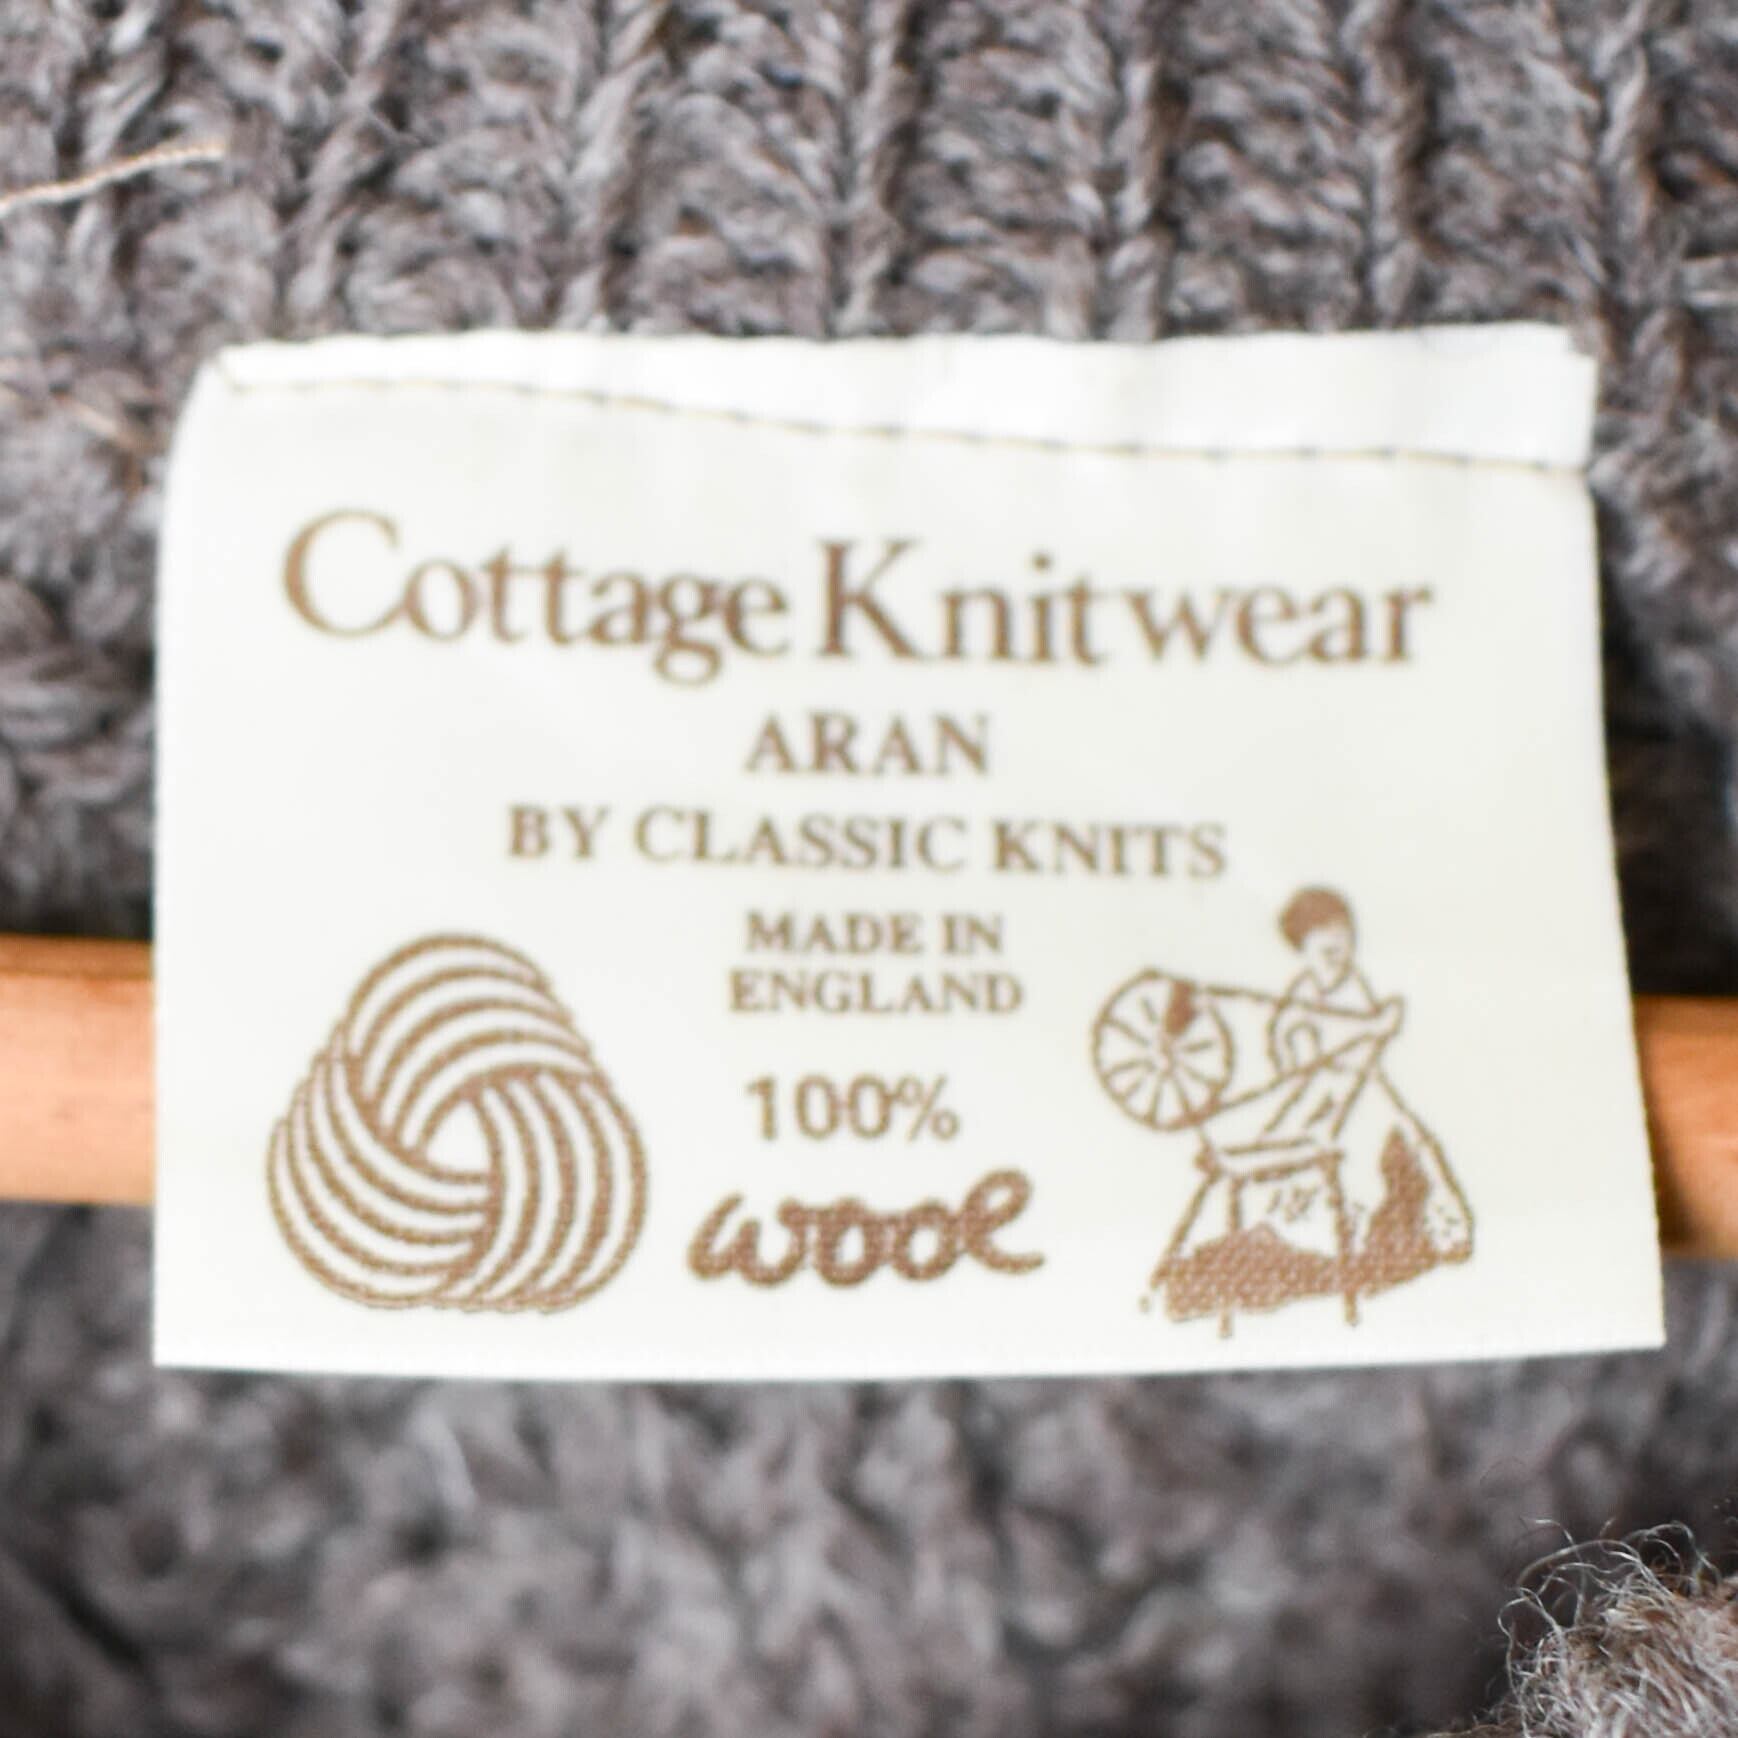 Cottage Knitwear
ARAN
BY CLASSIC KNITS
MADE IN
ENGLAND
100%
wool